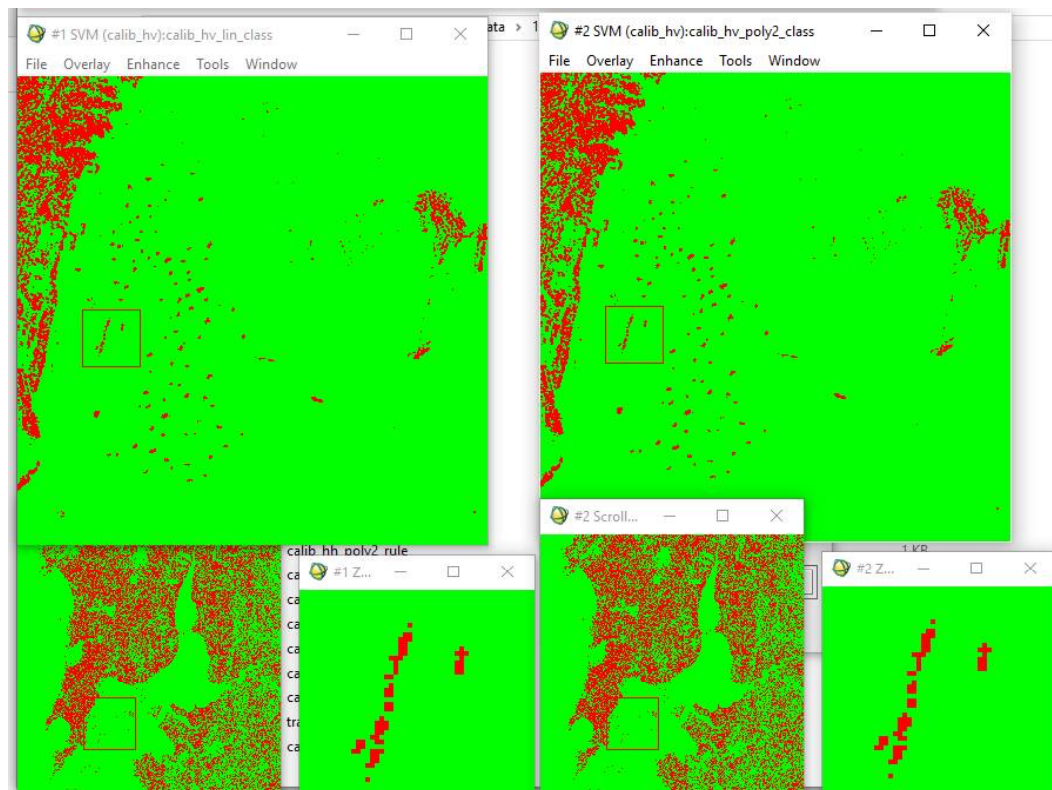 #1 SVM (calib_hv):calib_hv_lin_class
ata > 1
#2 SVM (calib_hv):calib_hv_poly2_class
File Overlay Enhance Tools Window
File Overlay Enhance Tools Window
#2 Scroll...
calib_hh_poly2_rule
1 KB
#1 Z...
#2 Z...
ca
ca
ca
ca
ca
ca
tra
ca